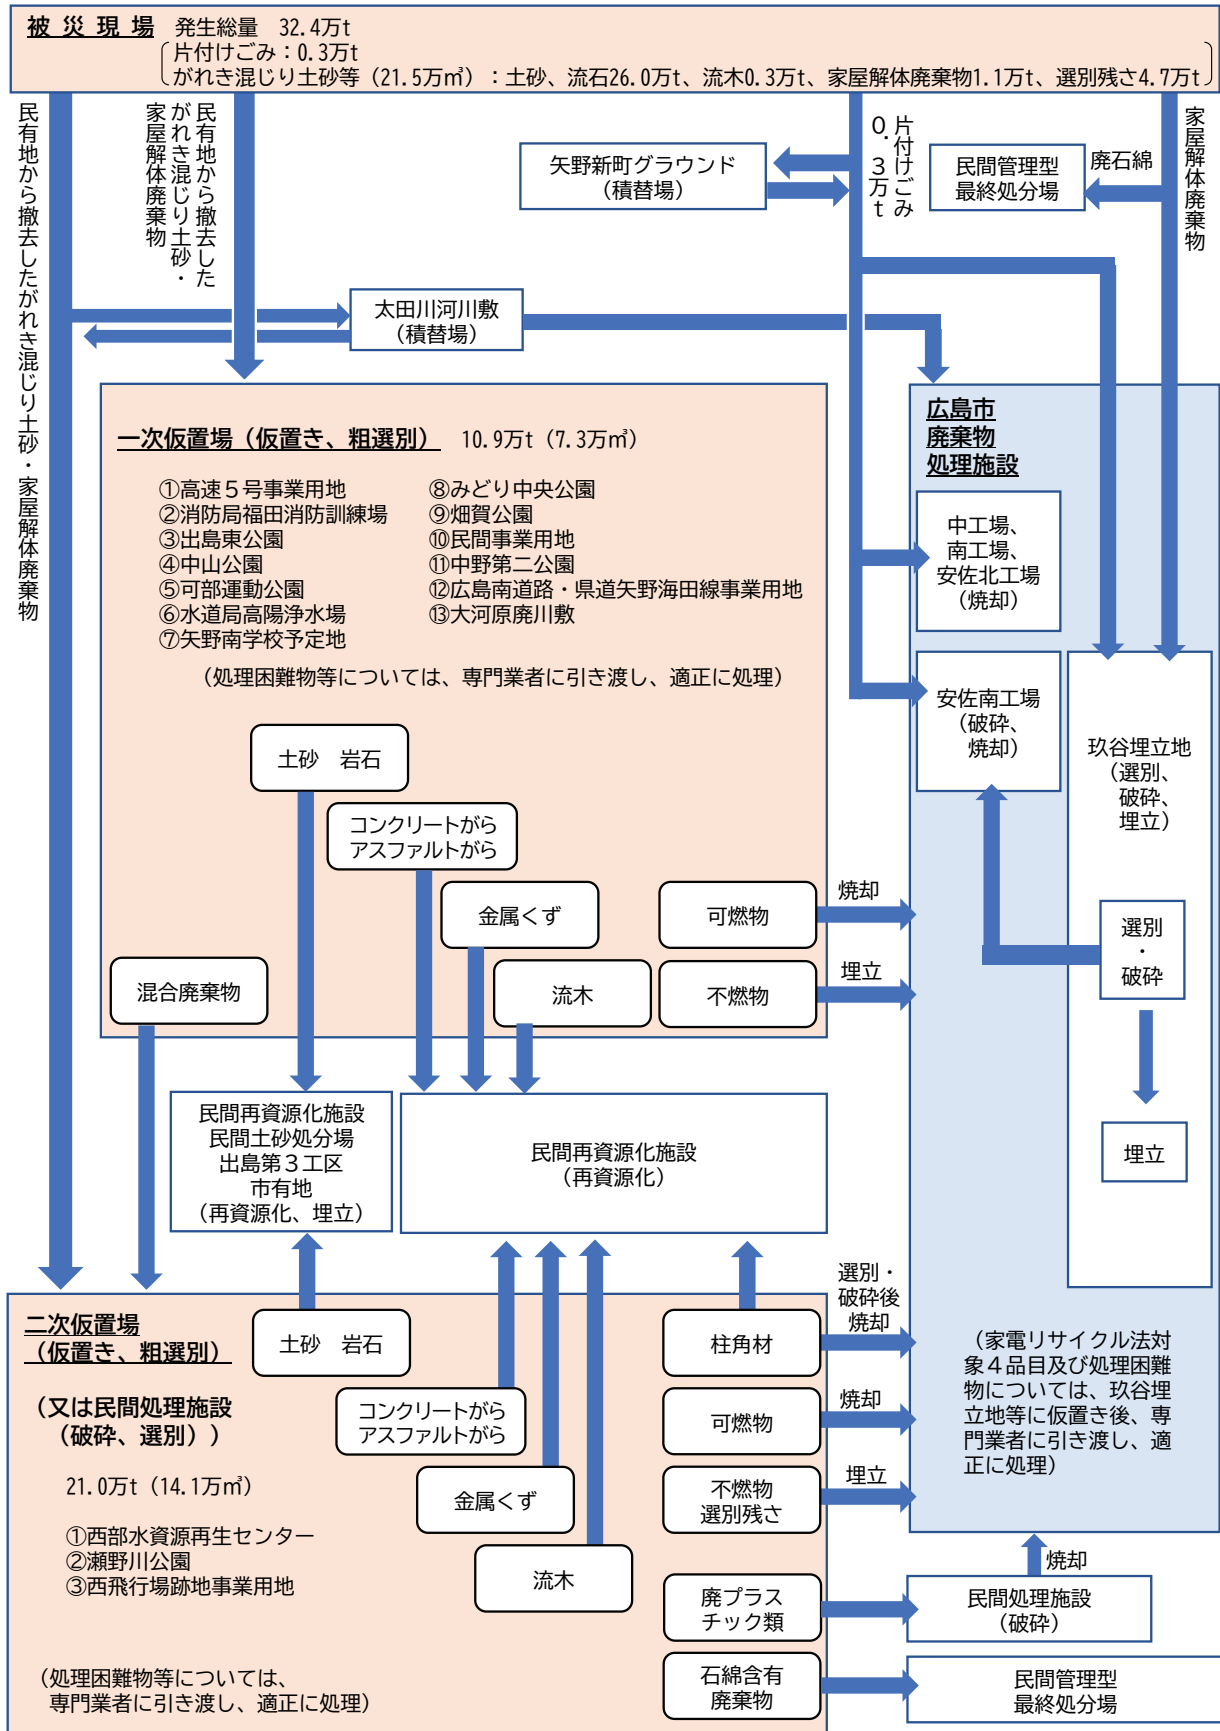 被災現場　発生総量　32.4万t
片付けごみ：0.3万t
がれき混じり土砂等（21.5万㎥）：土砂、流石26.0万t、流木0.3万t、家屋解体廃棄物1.1万t、選別残さ4.7万t
民有地から撤去したがれき混じり土砂・家屋解体廃棄物
民有地から撤去した
がれき混じり土砂・
家屋解体廃棄物
矢野新町グラウンド
（積替場）
片付けごみ
0.3万t
民間管理型
最終処分場
廃石綿
家屋解体廃棄物
太田川河川敷
（積替場）
一次仮置場（仮置き、粗選別）　10.9万t（7.3万㎥）
①高速５号事業用地
②消防局福田消防訓練場
③出島東公園
④中山公園
⑤可部運動公園
⑥水道局高陽浄水場
⑦矢野南学校予定地
⑧みどり中央公園
⑨畑賀公園
⑩民間事業用地
⑪中野第二公園
⑫広島南道路・県道矢野海田線事業用地
⑬大河原廃川敷
（処理困難物等については、専門業者に引き渡し、適正に処理）
土砂　岩石
コンクリートがら
アスファルトがら
金属くず
流木
混合廃棄物
可燃物
焼却
不燃物
埋立
広島市
廃棄物
処理施設
中工場、
南工場、
安佐北工場
（焼却）
安佐南工場
（破砕、
焼却）
玖谷埋立地
（選別、
破砕、
埋立）
選別
・
破砕
埋立
民間再資源化施設
民間土砂処分場
出島第３工区
市有地
（再資源化、埋立）
民間再資源化施設
（再資源化）
二次仮置場
（仮置き、粗選別）
（又は民間処理施設
（破砕、選別））
21.0万t（14.1万㎥）
①西部水資源再生センター
②瀬野川公園
③西飛行場跡地事業用地
（処理困難物等については、
専門業者に引き渡し、適正に処理）
土砂　岩石
コンクリートがら
アスファルトがら
金属くず
流木
柱角材
選別・
破砕後
焼却
可燃物
焼却
不燃物
選別残さ
埋立
廃プラス
チック類
石綿含有
廃棄物
（家電リサイクル法対
象４品目及び処理困難
物については、玖谷埋
立地等に仮置き後、専
門業者に引き渡し、適
正に処理）
焼却
民間処理施設
（破砕）
民間管理型
最終処分場